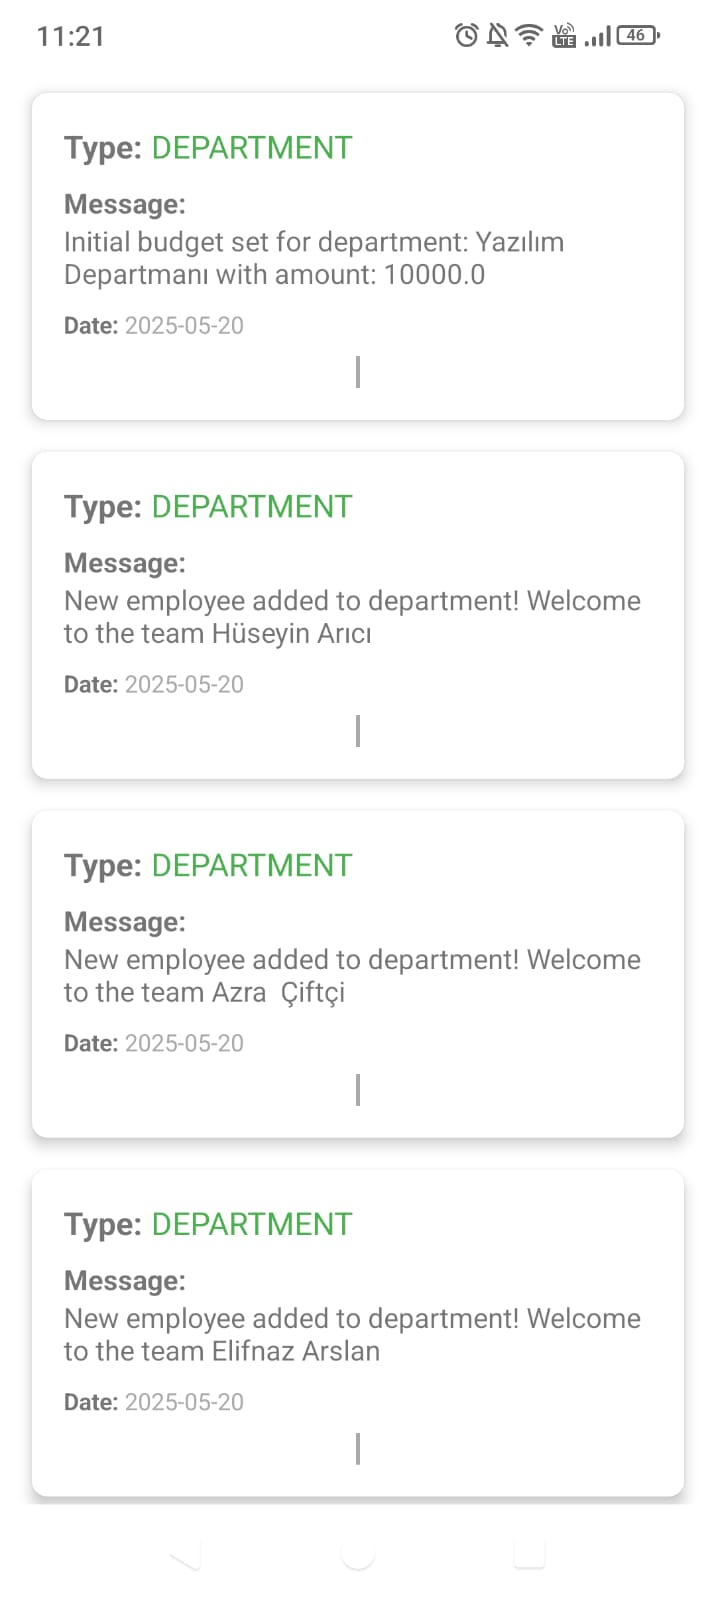 11:21
Vo) LTE 46
Type: DEPARTMENT
Message:
Initial budget set for department: Yazılım
Departmanı with amount: 10000.0
Date: 2025-05-20
Type: DEPARTMENT
Message:
New employee added to department! Welcome
to the team Hüseyin Arıcı
Date: 2025-05-20
Type: DEPARTMENT
Message:
New employee added to department! Welcome
to the team Azra  Çiftçi
Date: 2025-05-20
Type: DEPARTMENT
Message:
New employee added to department! Welcome
to the team Elifnaz Arslan
Date: 2025-05-20